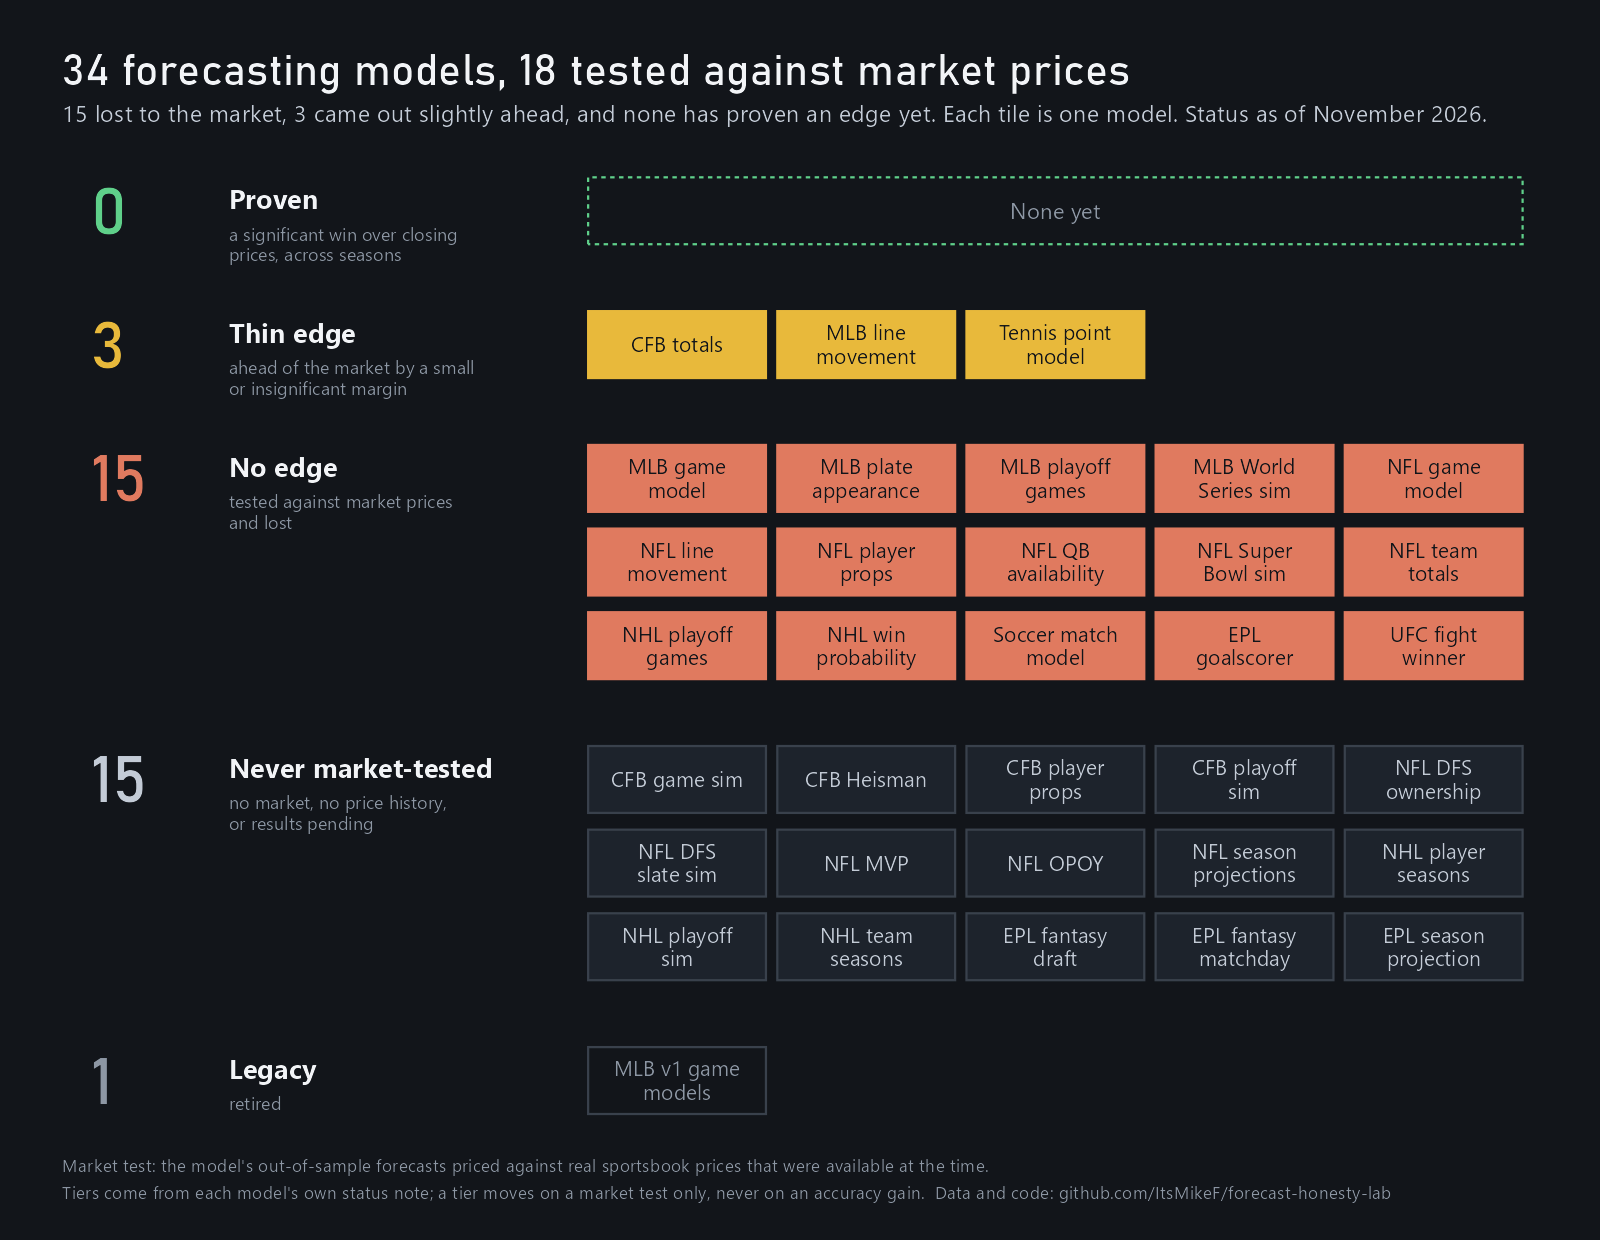 34 forecasting models, 18 tested against market prices
15 lost to the market, 3 came out slightly ahead, and none has proven an edge yet. Each tile is one model. Status as of November 2026.
0
Proven
a significant win over closing
prices, across seasons
None yet
3
Thin edge
ahead of the market by a small
or insignificant margin
CFB totals
MLB line
movement
Tennis point
model
15
No edge
tested against market prices
and lost
MLB game
model
MLB plate
appearance
MLB playoff
games
MLB World
Series sim
NFL game
model
NFL line
movement
NFL player
props
NFL QB
availability
NFL Super
Bowl sim
NFL team
totals
NHL playoff
games
NHL win
probability
Soccer match
model
EPL
goalscorer
UFC fight
winner
15
Never market-tested
no market, no price history,
or results pending
CFB game sim
CFB Heisman
CFB player
props
CFB playoff
sim
NFL DFS
ownership
NFL DFS
slate sim
NFL MVP
NFL OPOY
NFL season
projections
NHL player
seasons
NHL playoff
sim
NHL team
seasons
EPL fantasy
draft
EPL fantasy
matchday
EPL season
projection
1
Legacy
retired
MLB v1 game
models
Market test: the model's out-of-sample forecasts priced against real sportsbook prices that were available at the time.
Tiers come from each model's own status note; a tier moves on a market test only, never on an accuracy gain.  Data and code: github.com/ItsMikeF/forecast-honesty-lab